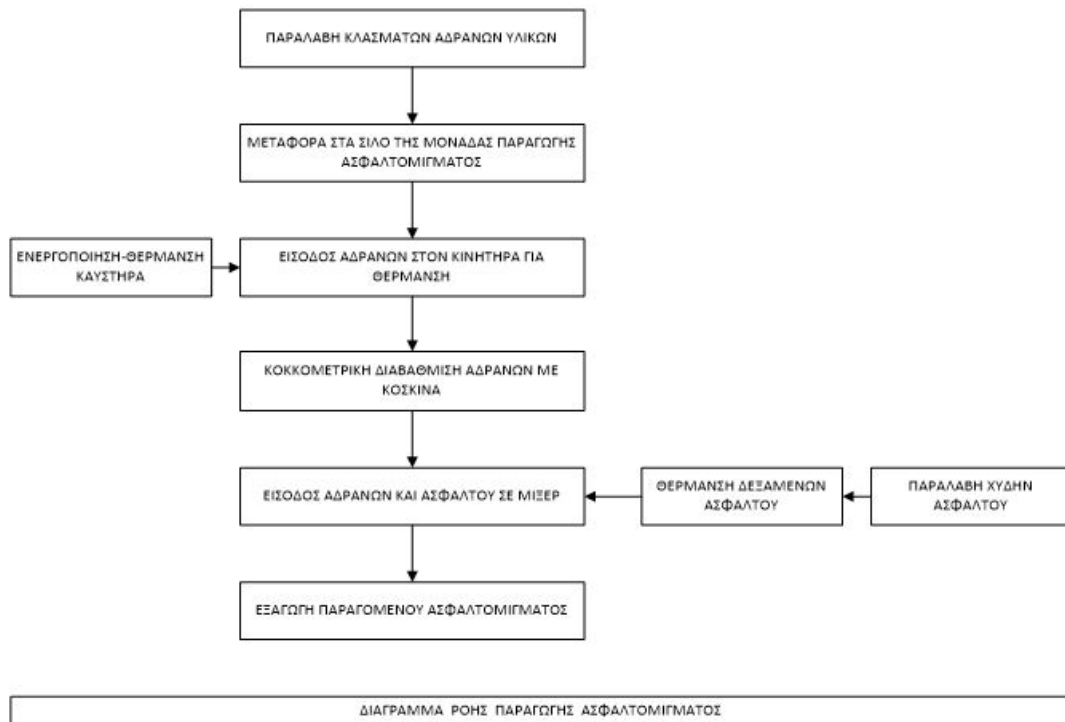 ΠΑΡΑΛΑΒΗ ΚΛΑΣΜΑΤΩΝ ΑΔΡΑΝΩΝ ΥΛΙΚΩΝ
ΜΕΤΑΦΟΡΑ ΣΤΑ ΣΙΛΟ ΤΗΣ ΜΟΝΑΔΑΣ ΠΑΡΑΓΩΓΗΣ
ΑΣΦΑΛΤΟΜΙΓΜΑΤΟΣ
ΕΝΕΡΓΟΠΟΙΗΣΗ-ΘΕΡΜΑΝΣΗ
ΚΑΥΣΤΗΡΑ
ΕΙΣΟΔΟΣ ΑΔΡΑΝΩΝ ΣΤΟΝ ΚΙΝΗΤΗΡΑ ΓΙΑ
ΘΕΡΜΑΝΣΗ
ΚΟΚΚΟΜΕΤΡΙΚΗ ΔΙΑΒΑΘΜΙΣΗ ΑΔΡΑΝΩΝ ΜΕ
ΚΟΣΚΙΝΑ
ΕΙΣΟΔΟΣ ΑΔΡΑΝΩΝ ΚΑΙ ΑΣΦΑΛΤΟΥ ΣΕ ΜΙΞΕΡ
ΘΕΡΜΑΝΣΗ ΔΕΞΑΜΕΝΩΝ
ΑΣΦΑΛΤΟΥ
ΠΑΡΑΛΑΒΗ ΧΥΔΗΝ
ΑΣΦΑΛΤΟΥ
ΕΞΑΓΩΓΗ ΠΑΡΑΓΟΜΕΝΟΥ ΑΣΦΑΛΤΟΜΙΓΜΑΤΟΣ
ΔΙΑΓΡΑΜΜΑ ΡΟΗΣ ΠΑΡΑΓΩΓΗΣ ΑΣΦΑΛΤΟΜΙΓΜΑΤΟΣ